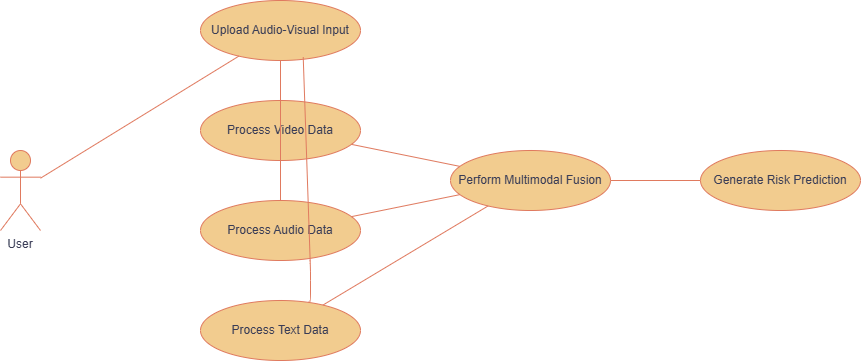 Upload Audio-Visual Input
Process Video Data
Perform Multimodal Fusion
Generate Risk Prediction
Process Audio Data
User
Process Text Data